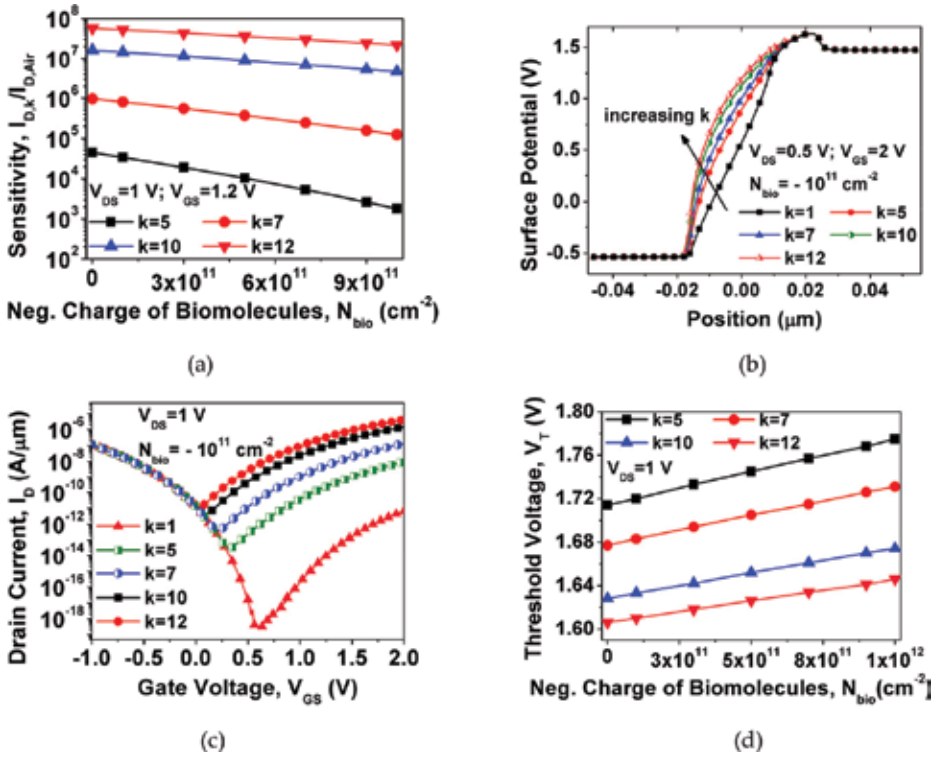 10^8
10^7
10^6
10^5
10^4
10^3
10^2
Sensitivity, I_D,k/I_D,Air
V_DS=1 V; V_GS=1.2 V
k=5 k=7
k=10 k=12
0 3x10^11 6x10^11 9x10^11
Neg. Charge of Biomolecules, N_bio (cm^-2)
(a)
1.5
1.0
0.5
0.0
-0.5
Surface Potential (V)
increasing k
V_DS=0.5 V; V_GS=2 V
N_bio = - 10^11 cm^-2
k=1 k=5
k=7 k=10
k=12
-0.04 -0.02 0.00 0.02 0.04
Position (μm)
(b)
10^-6
10^-8
10^-10
10^-12
10^-14
10^-16
10^-18
Drain Current, I_D (A/μm)
V_DS=1 V
N_bio = - 10^11 cm^-2
k=1
k=5
k=7
k=10
k=12
-1.0 -0.5 0.0 0.5 1.0 1.5 2.0
Gate Voltage, V_GS (V)
(c)
1.80
1.76
1.72
1.68
1.64
1.60
Threshold Voltage, V_T (V)
k=5 k=7
k=10 k=12
V_DS=1 V
0 3x10^11 5x10^11 8x10^11 1x10^12
Neg. Charge of Biomolecules, N_bio(cm^-2)
(d)